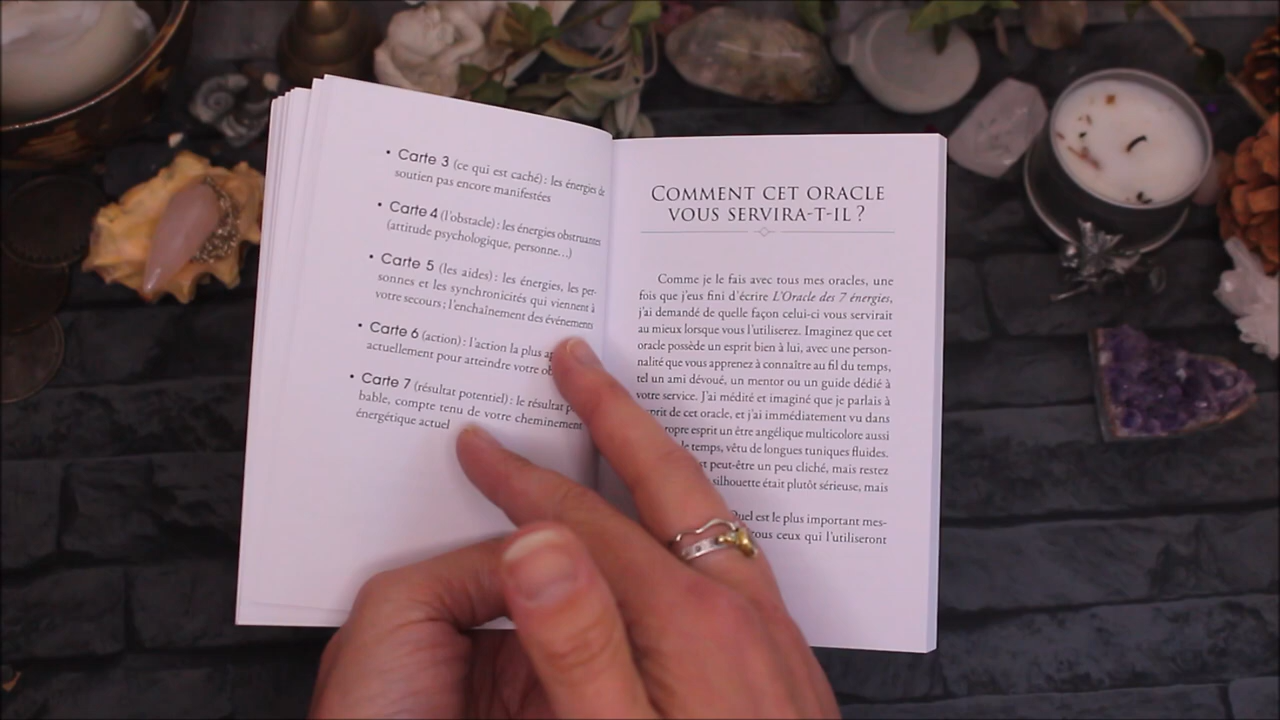 • Carte 3 (ce qui est caché) : les énergies de
soutien pas encore manifestées
• Carte 4 (l'obstacle) : les énergies obstruantes
(attitude psychologique, personne...)
• Carte 5 (les aides) : les énergies, les per-
sonnes et les synchronicités qui viennent à
votre secours ; l'enchaînement des événements
• Carte 6 (action) : l'action la plus
actuellement pour atteindre votre
• Carte 7 (résultat potentiel) : le résultat
bable, compte tenu de votre cheminement
énergétique actuel
COMMENT CET ORACLE
VOUS SERVIRA-T-IL ?
Comme je le fais avec tous mes oracles, une
fois que j'eus fini d'écrire L'Oracle des 7 énergies,
j'ai demandé de quelle façon celui-ci vous servirait
au mieux lorsque vous l'utiliserez. Imaginez que cet
oracle possède un esprit bien à lui, avec une person-
nalité que vous apprenez à connaître au fil du temps,
tel un ami dévoué, un mentor ou un guide dédié à
votre service. J'ai médité et imaginé que je parlais à
esprit de cet oracle, et j'ai immédiatement vu dans
propre esprit un être angélique multicolore aussi
le temps, vêtu de longues tuniques fluides.
peut-être un peu cliché, mais restez
silhouette était plutôt sérieuse, mais
Quel est le plus important mes-
tous ceux qui l'utiliseront